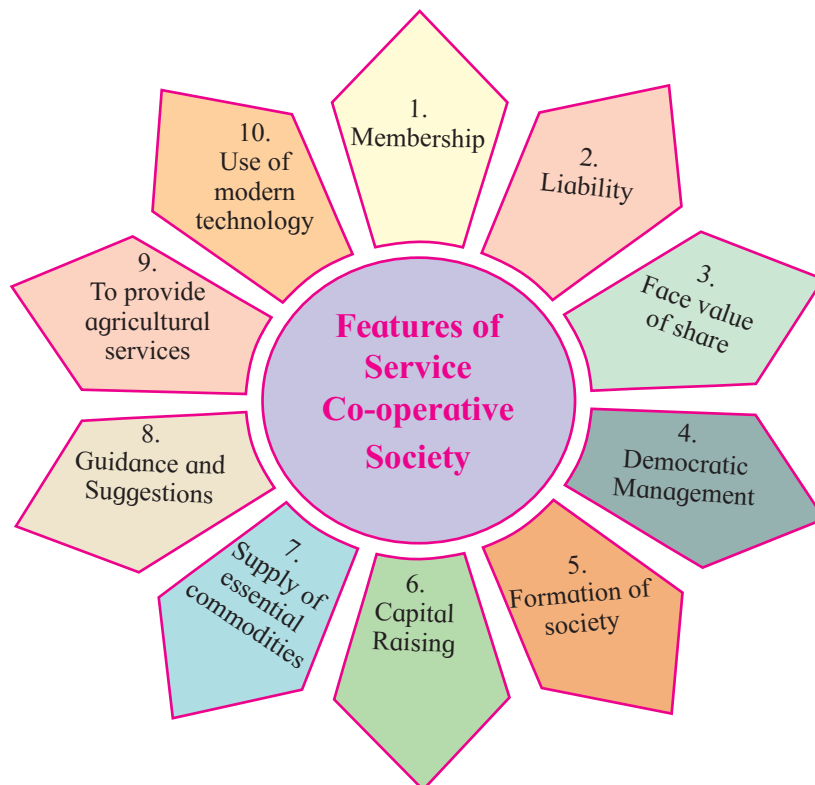 Features of
Service
Co-operative
Society
1.
Membership
2.
Liability
3.
Face value
of share
4.
Democratic
Management
5.
Formation of
society
6.
Capital
Raising
7.
Supply of
essential
commodities
8.
Guidance and
Suggestions
9.
To provide
agricultural
services
10.
Use of
modern
technology